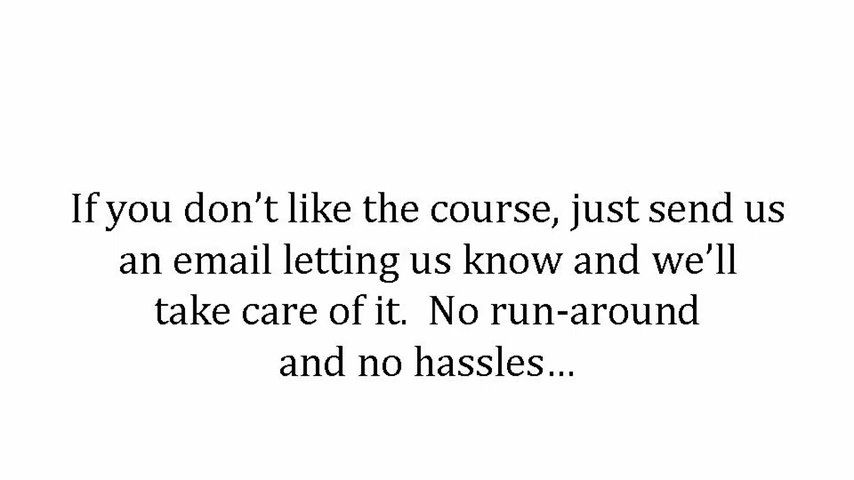 If you don’t like the course, just send us
an email letting us know and we’ll
take care of it.  No run-around
and no hassles…